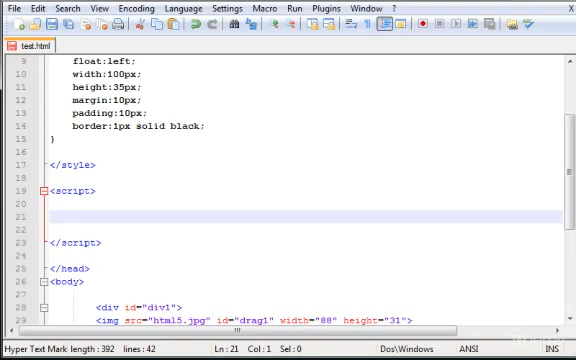 File Edit Search View Encoding Language Settings Macro Run Plugins Window ? X
test.html
9 float:left;
10 width:100px;
11 height:35px;
12 margin:10px;
13 padding:10px;
14 border:1px solid black;
15 }
16
17 </style>
18
19 <script>
20
21
22
23 </script>
24
25 </head>
26 <body>
27
28 <div id="div1">
29 <img src="html5.jpg" id="drag1" width="88" height="31">
Hyper Text Mark length : 392 lines : 42 Ln : 21 Col : 1 Sel : 0 Dos\Windows ANSI INS